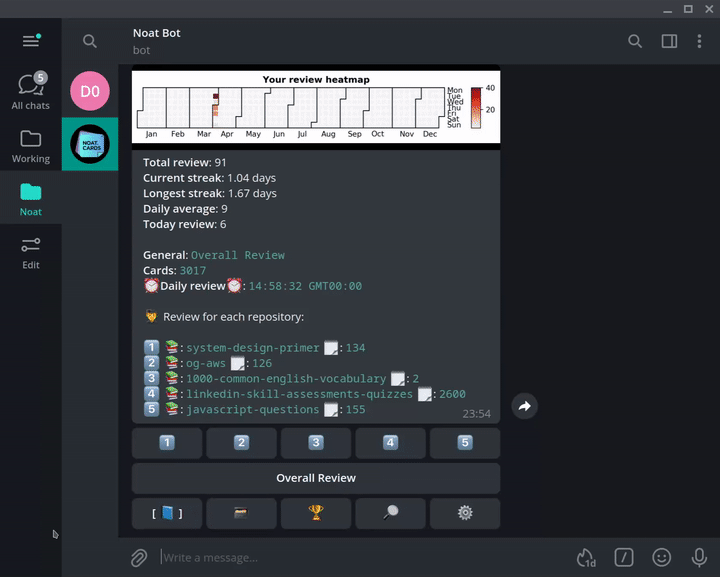 Noat Bot
bot
5
All chats
Working
Noat
Edit
D0
NOAT.
CARDS
Your review heatmap
Mon
Tue
Wed
Thu
Fri
Sat
Sun
40
20
Jan Feb Mar Apr May Jun Jul Aug Sep Oct Nov Dec
Total review: 91
Current streak: 1.04 days
Longest streak: 1.67 days
Daily average: 9
Today review: 6
General: Overall Review
Cards: 3017
⏰Daily review⏰: 14:58:32 GMT00:00
Review for each repository:
1 📚: system-design-primer 🗒: 134
2 📚: og-aws 🗒: 126
3 📚: 1000-common-english-vocabulary 🗒: 2
4 📚: linkedin-skill-assessments-quizzes 🗒: 2600
5 📚: javascript-questions 🗒: 155
23:54
1 2 3 4 5
Overall Review
[ 📘 ]
Write a message...
1d